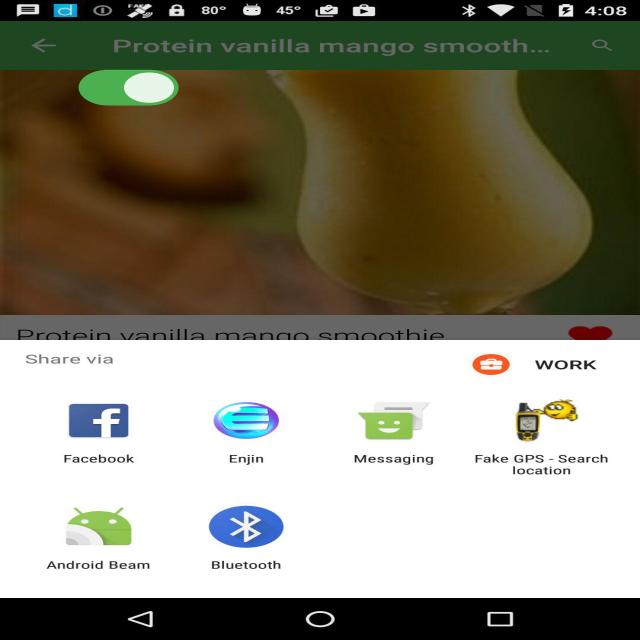 80° 45° 4:08
Protein vanilla mango smooth...
Protein vanilla mango smoothie
Share via
WORK
Facebook Enjin Messaging Fake GPS - Search
location
Android Beam Bluetooth